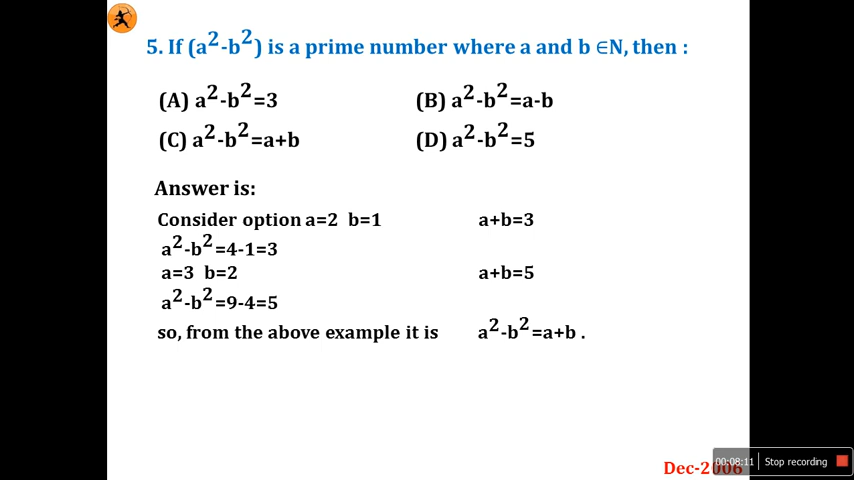 5. If (a²-b²) is a prime number where a and b ∈N, then :
(A) a²-b²=3 (B) a²-b²=a-b
(C) a²-b²=a+b (D) a²-b²=5
Answer is:
Consider option a=2 b=1 a+b=3
a²-b²=4-1=3
a=3 b=2 a+b=5
a²-b²=9-4=5
so, from the above example it is a²-b²=a+b .
Dec-2006
00:08:11 Stop recording